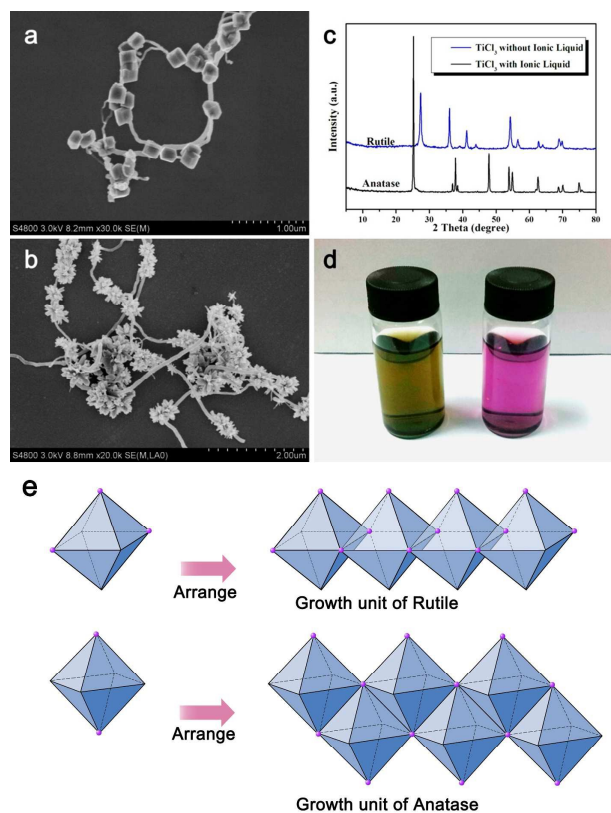 a
S4800 3.0kV 8.2mm x30.0k SE(M)
1.00um
b
S4800 3.0kV 8.8mm x20.0k SE(M,LA0)
2.00um
c
TiCl3 without Ionic Liquid
TiCl3 with Ionic Liquid
Intensity (a.u.)
Rutile
Anatase
10 20 30 40 50 60 70 80
2 Theta (degree)
d
e
Arrange
Growth unit of Rutile
Arrange
Growth unit of Anatase